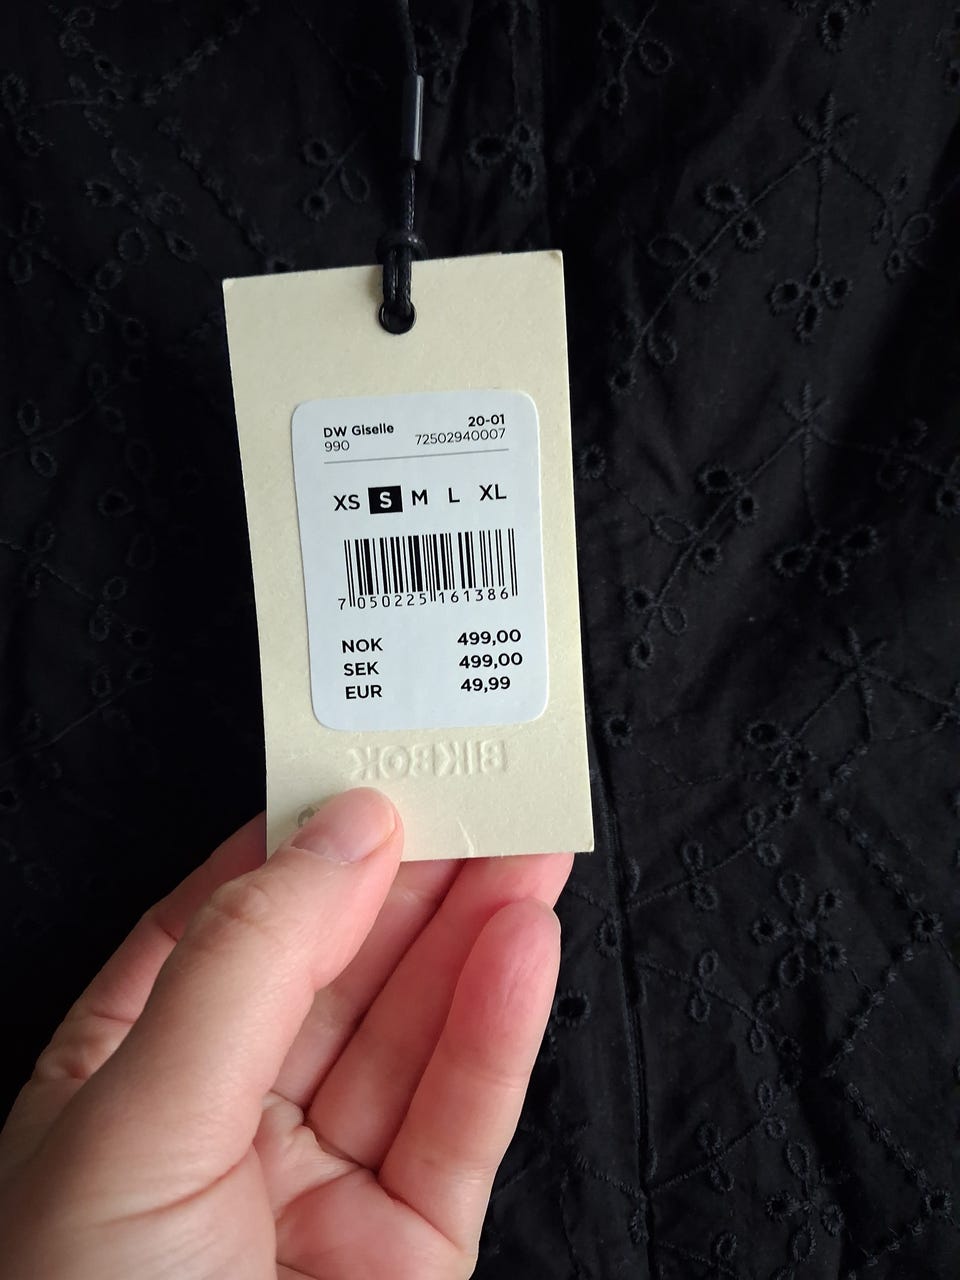 DW Giselle 20-01
990 72502940007
XS S M L XL
7 050225 161386
NOK 499,00
SEK 499,00
EUR 49,99
BIKBOK